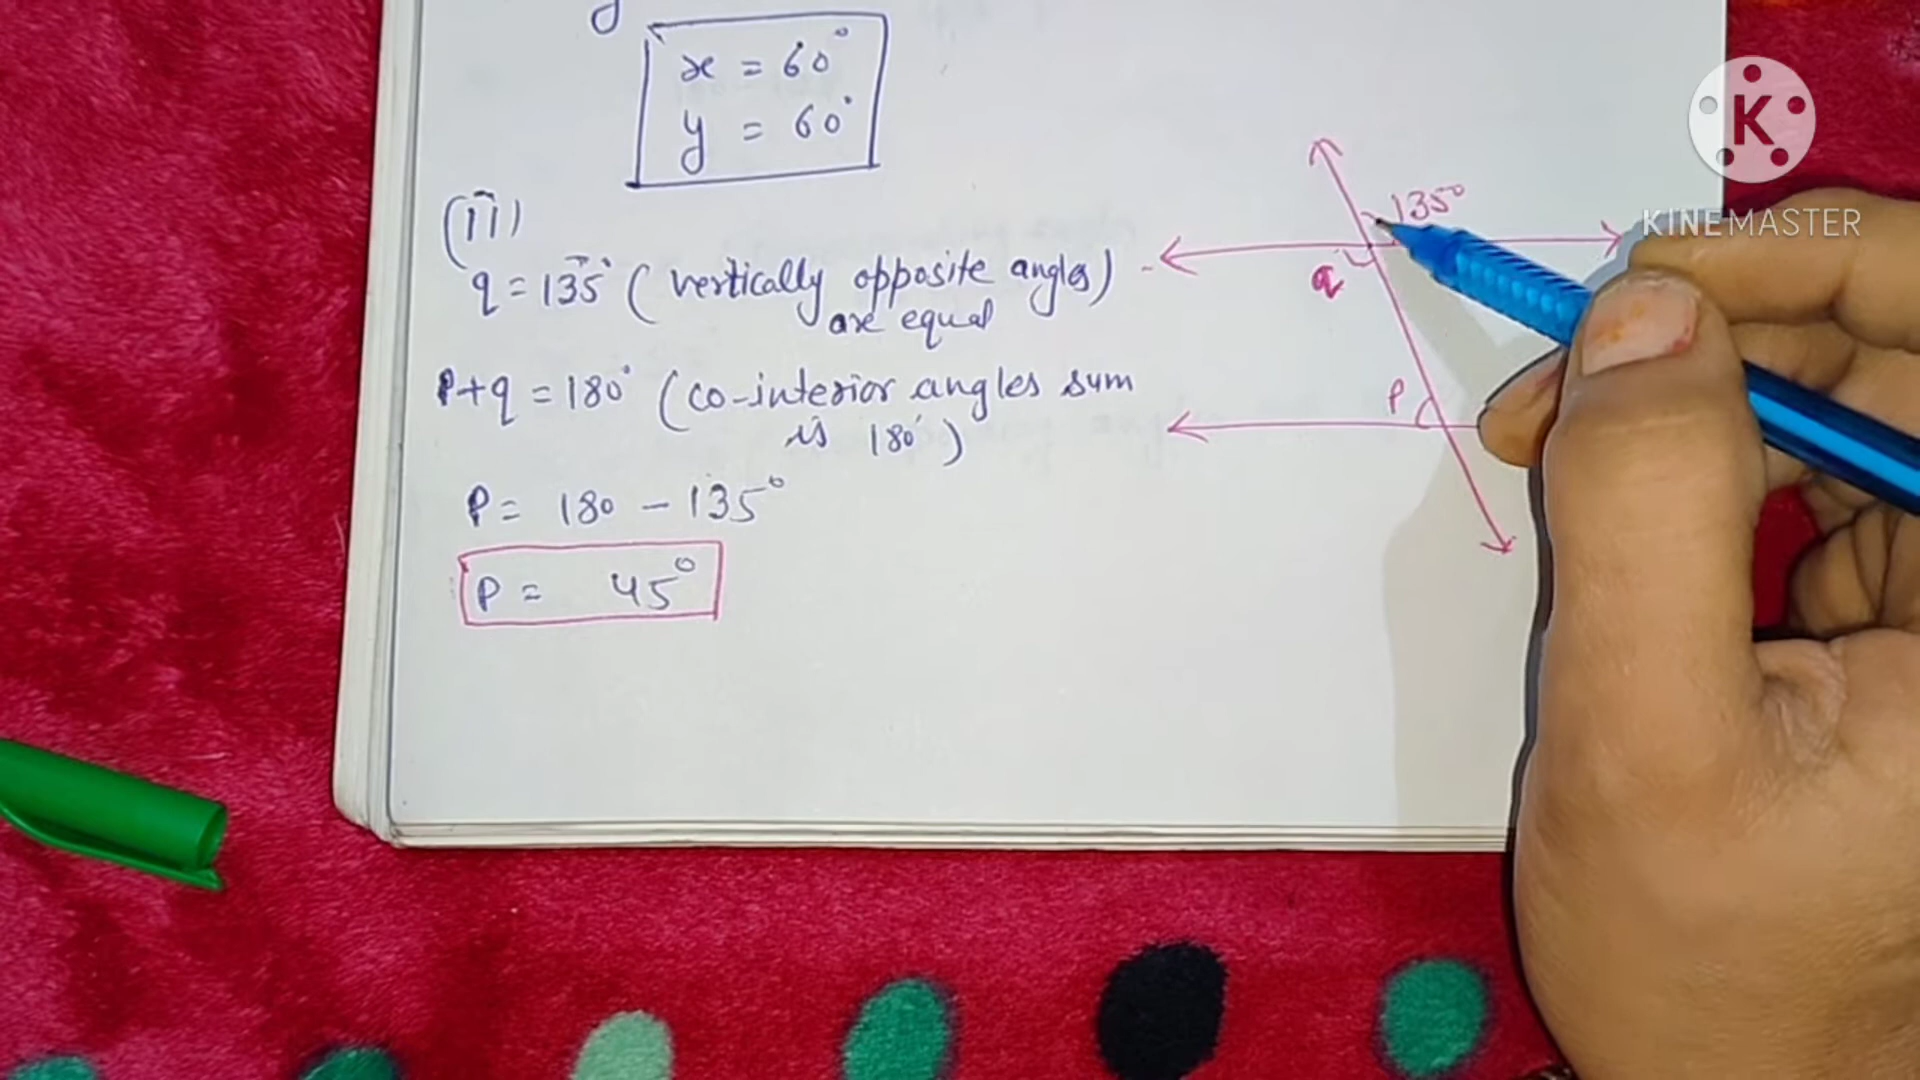 y
x = 60°
y = 60°
(ii)
q = 135° (vertically opposite angles)
are equal
P+q = 180° (co-interior angles sum
is 180°)
P = 180 - 135°
P = 45°
135°
q
P
K
KINEMASTER